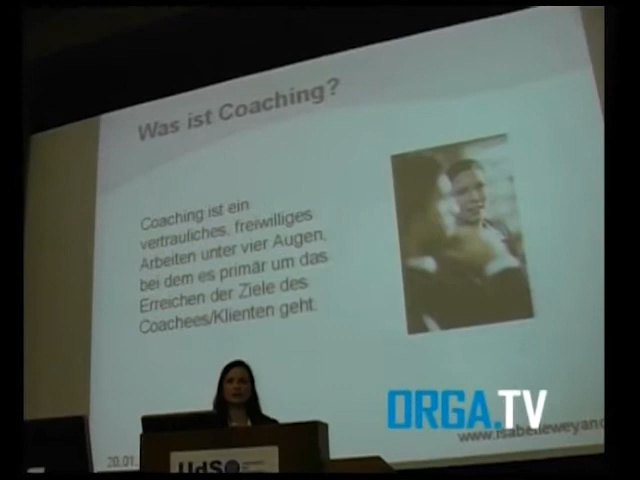 Was ist Coaching?
Coaching ist ein
vertrauliches, freiwilliges
Arbeiten unter vier Augen,
bei dem es primär um das
Erreichen der Ziele des
Coachees/Klienten geht.
ORGA.TV
20.01
UdS